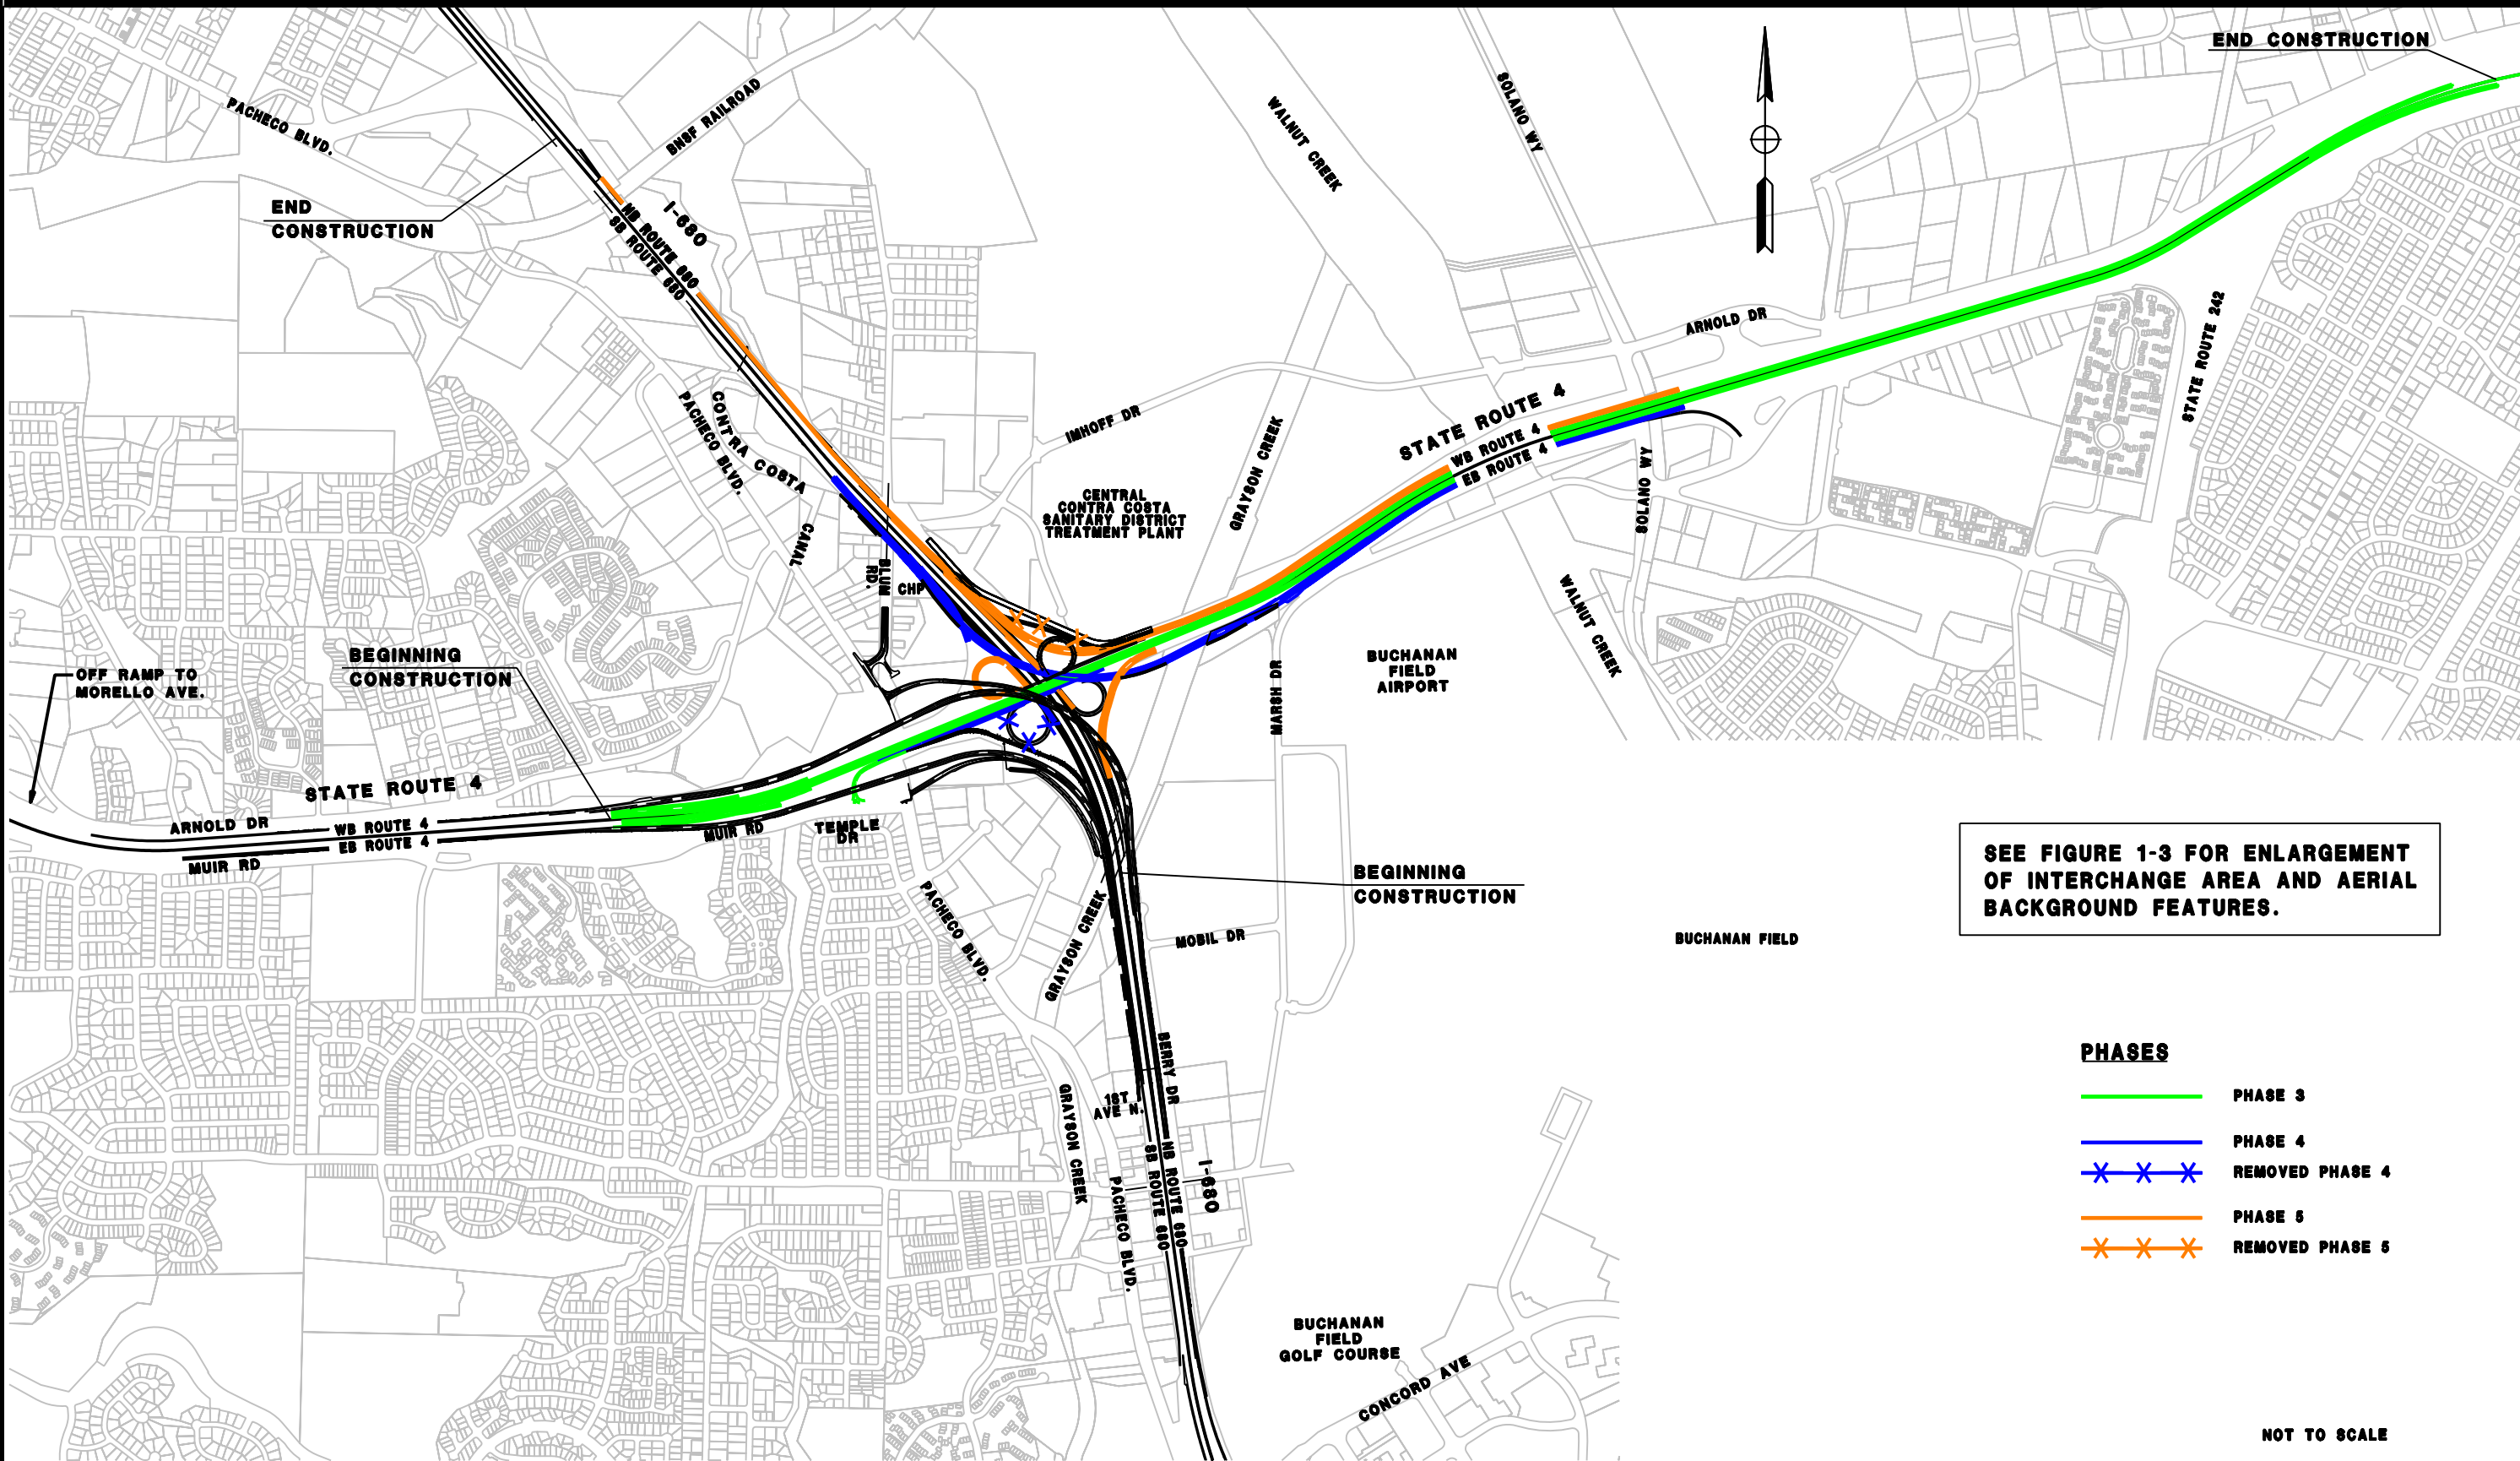 END CONSTRUCTION
PACHECO BLVD.
BNSF RAILROAD
WALNUT CREEK
SOLANO WY
END
CONSTRUCTION
I-680
NB ROUTE 680
SB ROUTE 680
ARNOLD DR
STATE ROUTE 242
CONTRA COSTA
CANAL
PACHECO BLVD.
IMHOFF DR
GRAYSON CREEK
STATE ROUTE 4
WB ROUTE 4
EB ROUTE 4
SOLANO WY
CENTRAL
CONTRA COSTA
SANITARY DISTRICT
TREATMENT PLANT
BLUM
RD.
CHP
WALNUT CREEK
BEGINNING
CONSTRUCTION
OFF RAMP TO
MORELLO AVE.
BUCHANAN
FIELD
AIRPORT
MARSH DR
STATE ROUTE 4
ARNOLD DR
WB ROUTE 4
EB ROUTE 4
MUIR RD
MUIR RD
TEMPLE
DR
BEGINNING
CONSTRUCTION
SEE FIGURE 1-3 FOR ENLARGEMENT
OF INTERCHANGE AREA AND AERIAL
BACKGROUND FEATURES.
PACHECO BLVD.
GRAYSON CREEK
MOBIL DR
BUCHANAN FIELD
BERRY DR
1ST
AVE N.
GRAYSON CREEK
PACHECO BLVD.
SB ROUTE 680
NB ROUTE 680
I-680
PHASES
PHASE 3
PHASE 4
REMOVED PHASE 4
PHASE 5
REMOVED PHASE 5
BUCHANAN
FIELD
GOLF COURSE
CONCORD AVE
NOT TO SCALE